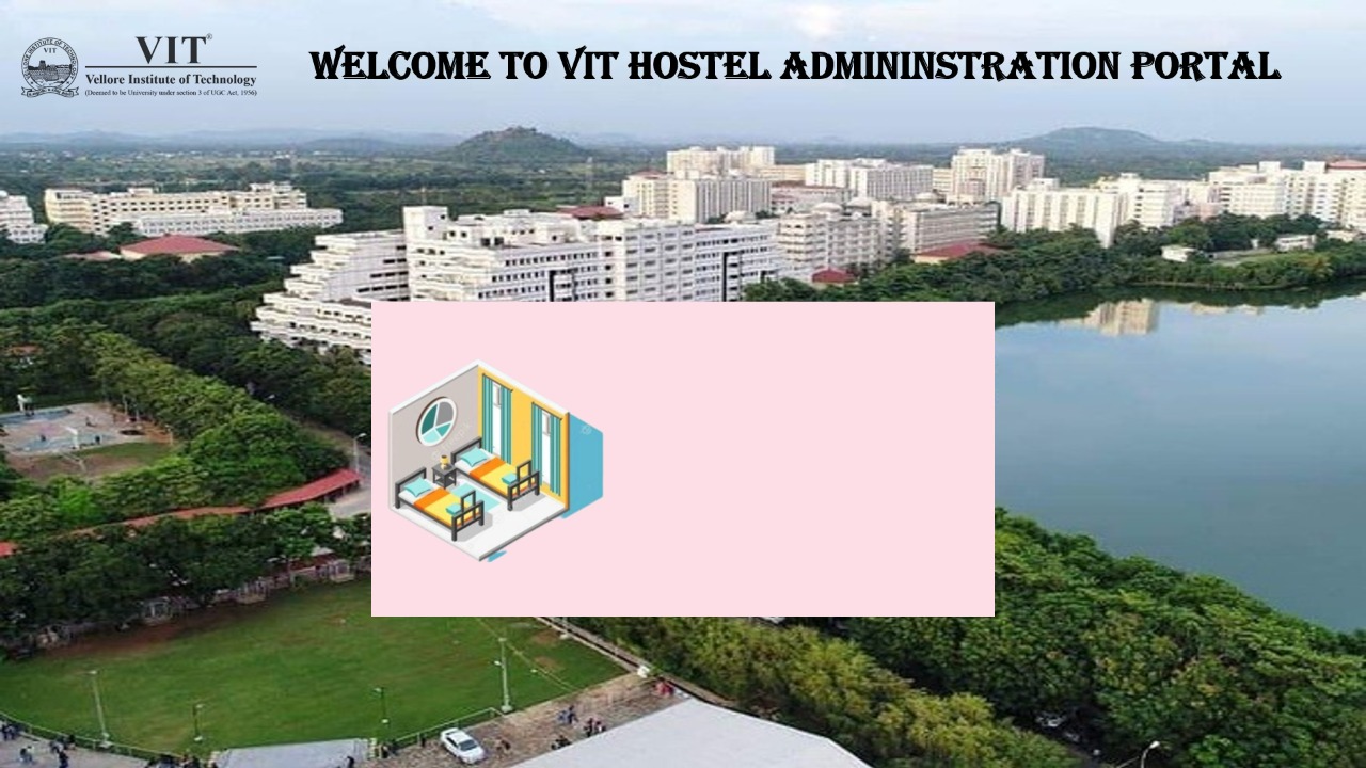 VIT®
Vellore Institute of Technology
(Deemed to be University under section 3 of UGC Act, 1956)
WELCOME TO VIT HOSTEL ADMININSTRATION PORTAL